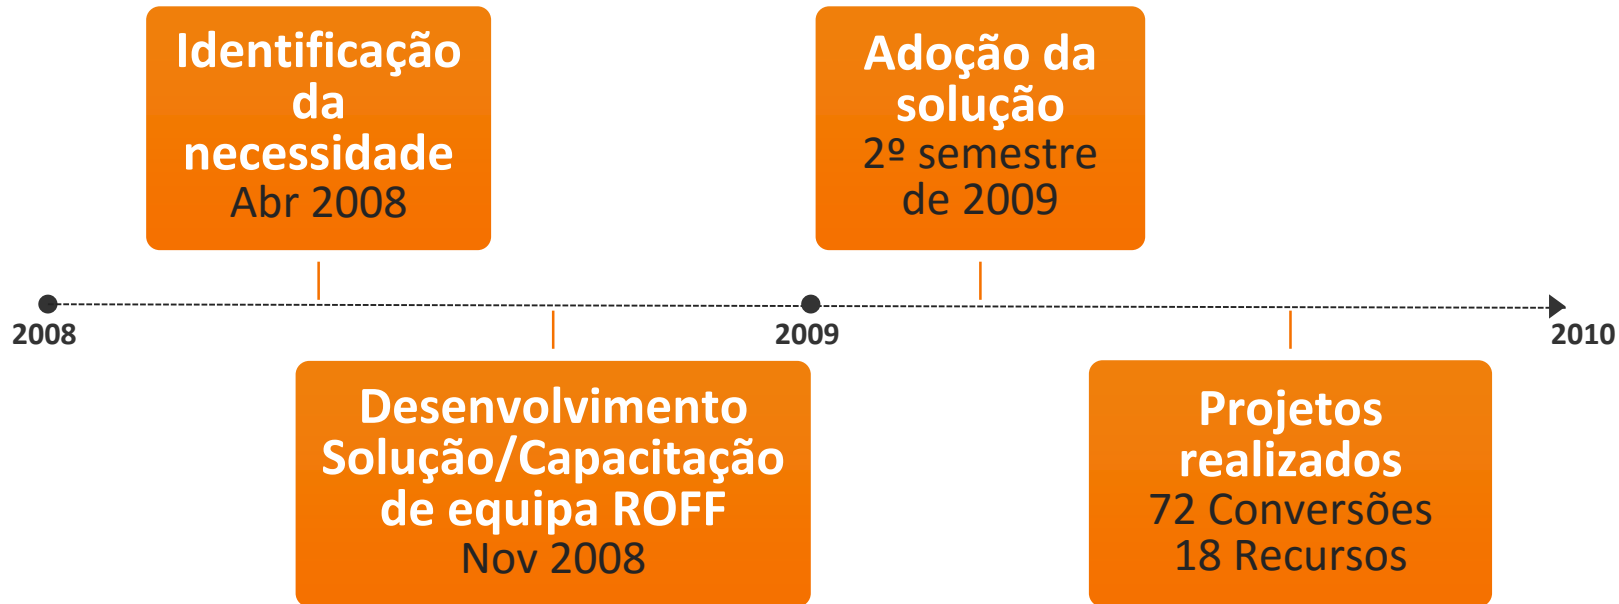 Identificação
da
necessidade
Abr 2008
Adoção da
solução
2º semestre
de 2009
2008
2009
2010
Desenvolvimento
Solução/Capacitação
de equipa ROFF
Nov 2008
Projetos
realizados
72 Conversões
18 Recursos